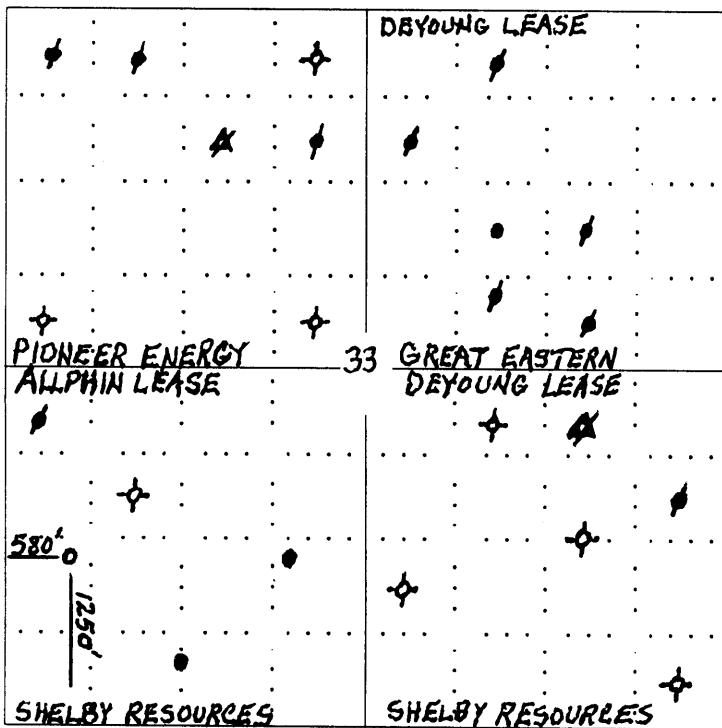 DEYOUNG LEASE
PIONEER ENERGY
33
GREAT EASTERN
ALLPHIN LEASE
DEYOUNG LEASE
580'
1250'
SHELBY RESOURCES
SHELBY RESOURCES